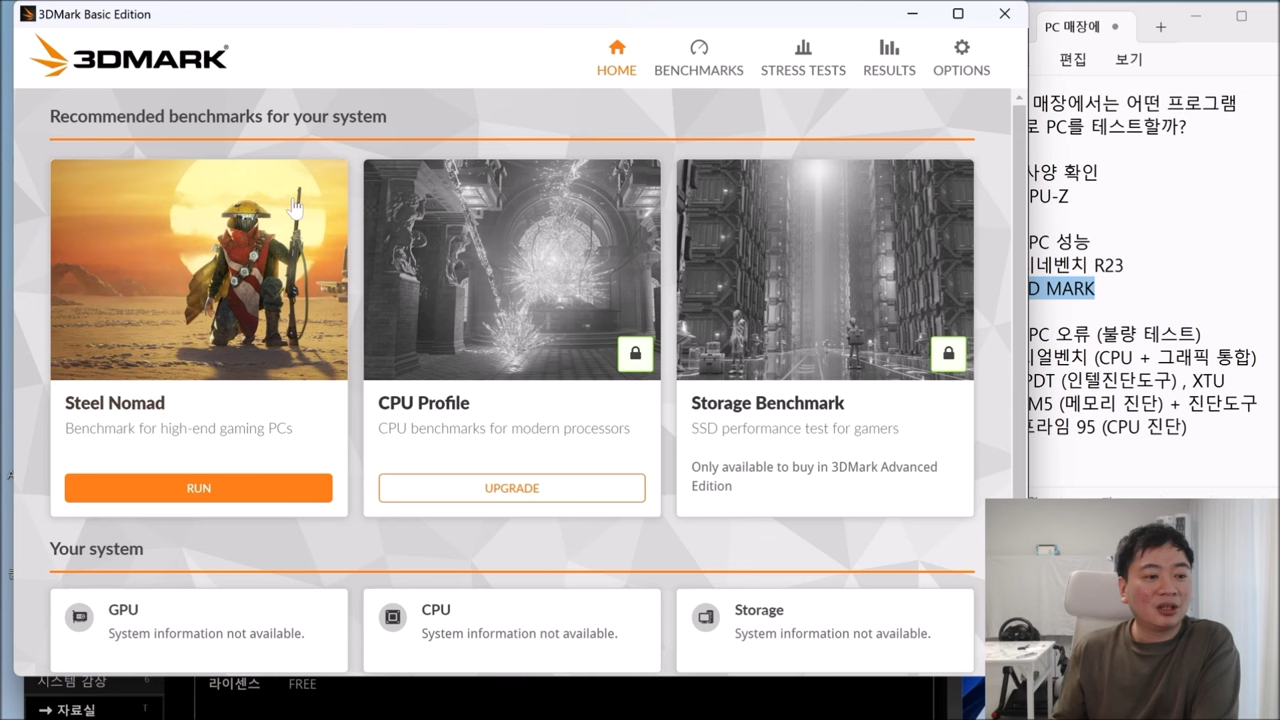 3DMark Basic Edition
3DMARK
HOME
BENCHMARKS
STRESS TESTS
RESULTS
OPTIONS
Recommended benchmarks for your system
Steel Nomad
Benchmark for high-end gaming PCs
RUN
CPU Profile
CPU benchmarks for modern processors
UPGRADE
Storage Benchmark
SSD performance test for gamers
Only available to buy in 3DMark Advanced
Edition
Your system
GPU
System information not available.
CPU
System information not available.
Storage
System information not available.
PC 매장에
편집 보기
매장에서는 어떤 프로그램
로 PC를 테스트할까?
사양 확인
PU-Z
PC 성능
네벤치 R23
D MARK
PC 오류 (불량 테스트)
리얼벤치 (CPU + 그래픽 통합)
PDT (인텔진단도구) , XTU
M5 (메모리 진단) + 진단도구
프라임 95 (CPU 진단)
시스템 감상 6
라이센스 FREE
→ 자료실